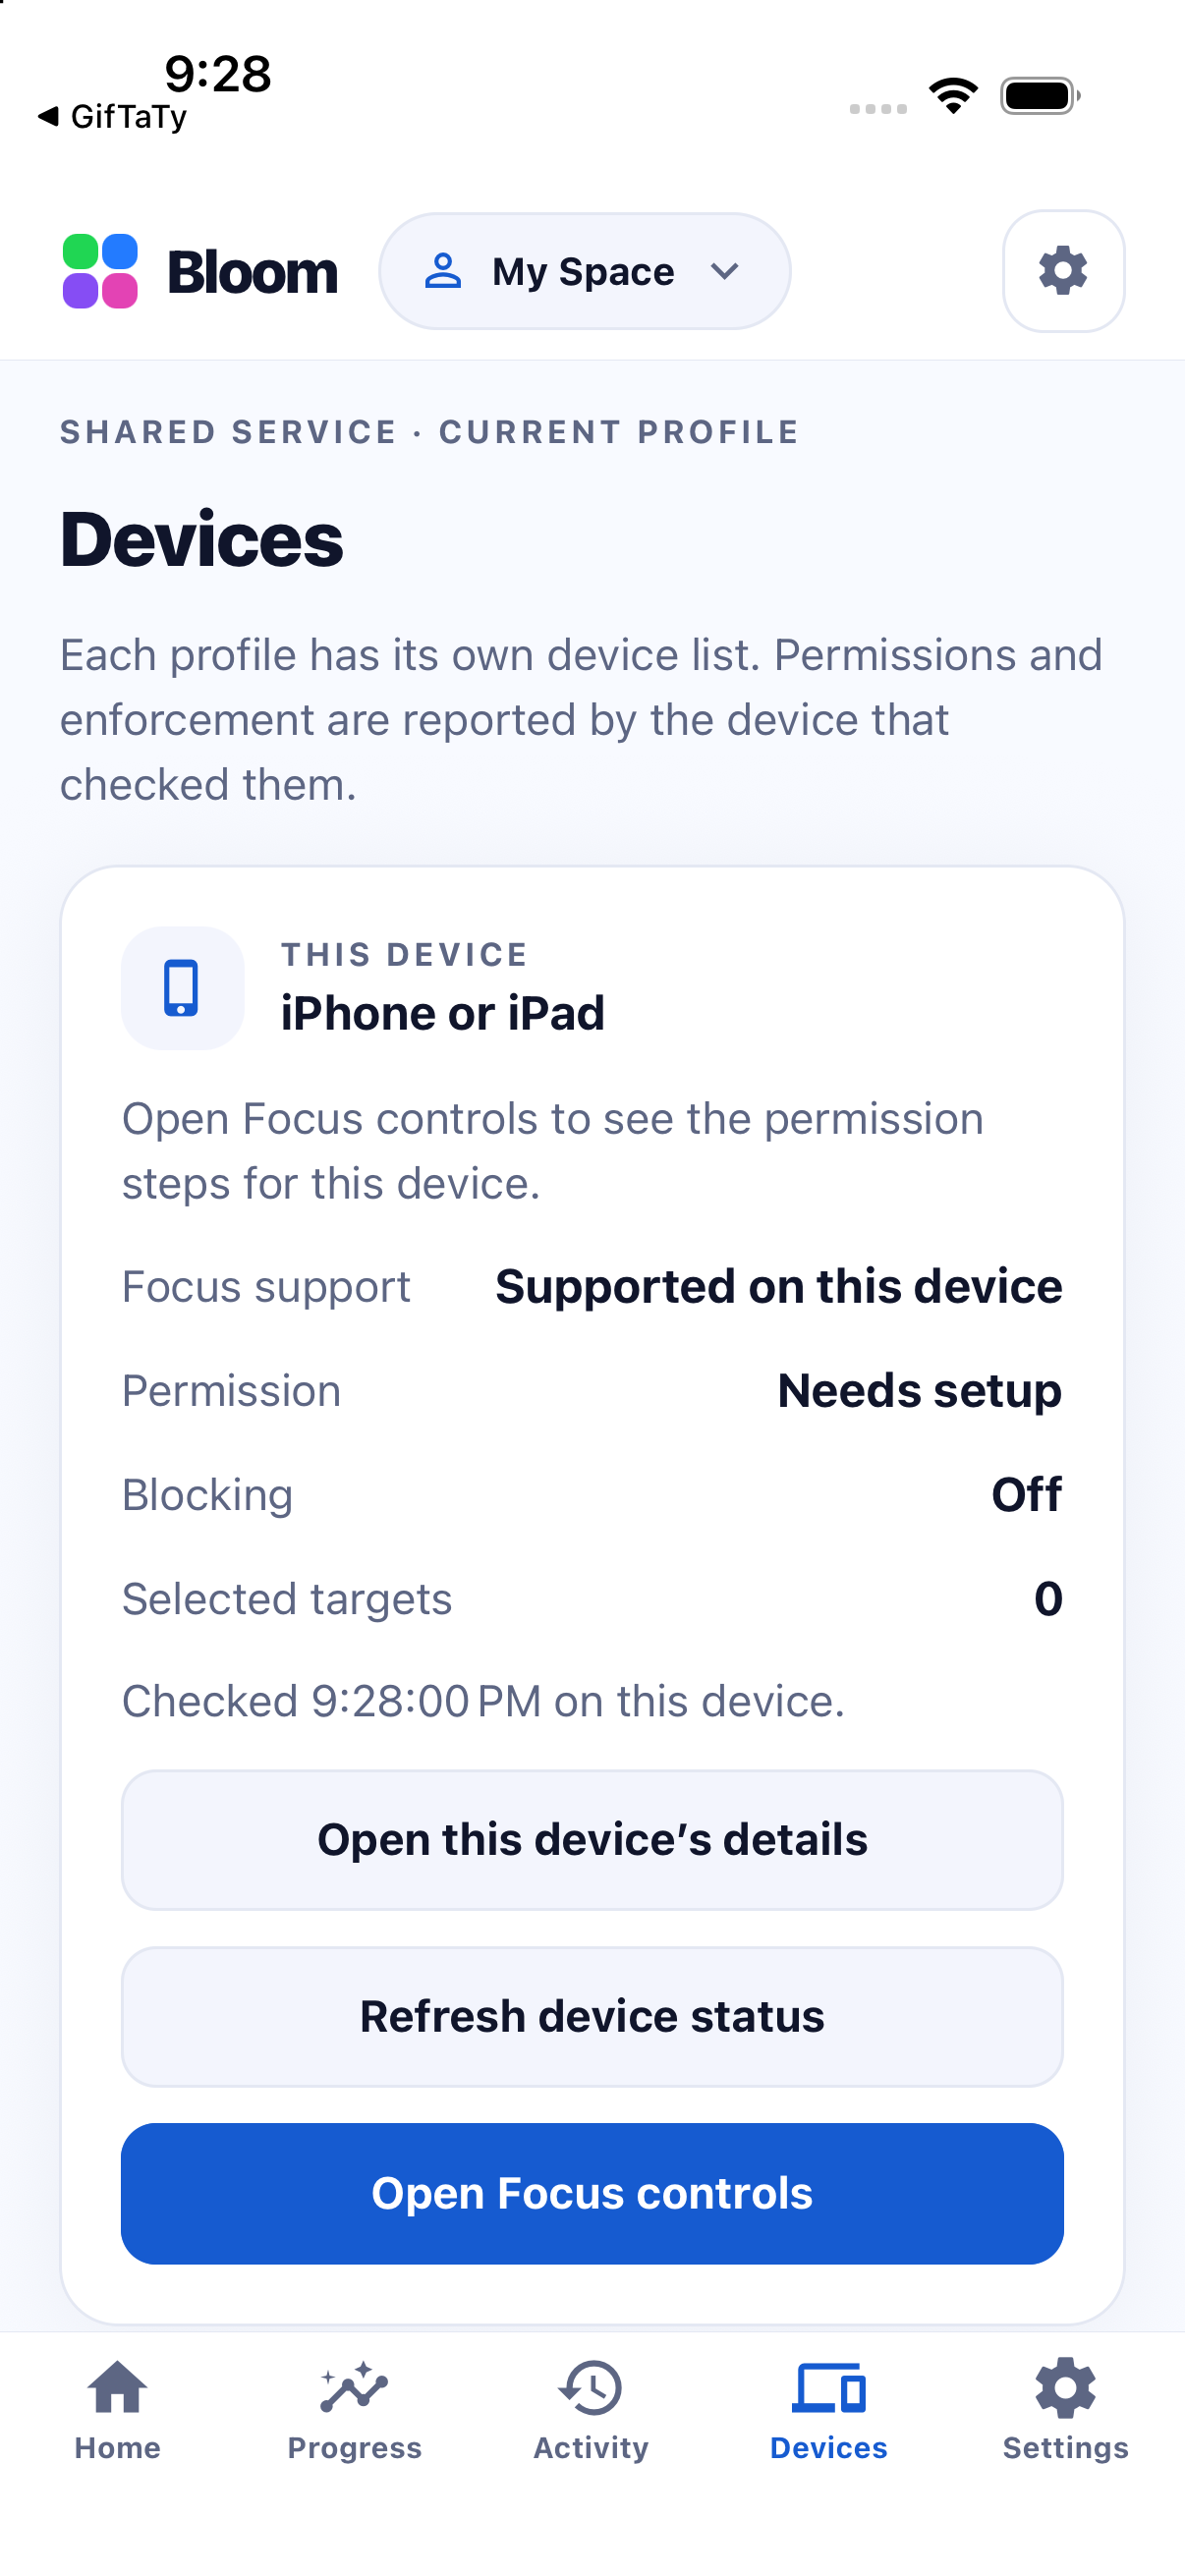 9:28
GifTaTy
Bloom
My Space
SHARED SERVICE · CURRENT PROFILE
Devices
Each profile has its own device list. Permissions and
enforcement are reported by the device that
checked them.
THIS DEVICE
iPhone or iPad
Open Focus controls to see the permission
steps for this device.
Focus support Supported on this device
Permission Needs setup
Blocking Off
Selected targets 0
Checked 9:28:00 PM on this device.
Open this device’s details
Refresh device status
Open Focus controls
Home Progress Activity Devices Settings